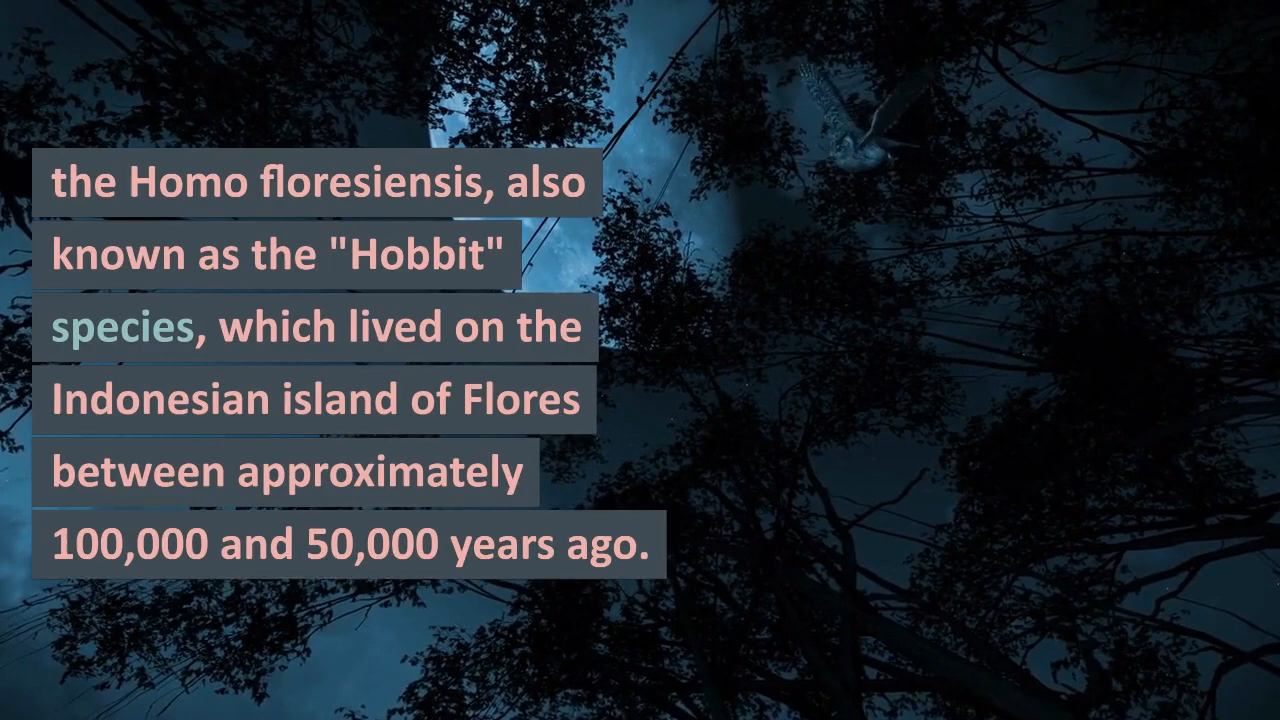 the Homo floresiensis, also
known as the "Hobbit"
species, which lived on the
Indonesian island of Flores
between approximately
100,000 and 50,000 years ago.